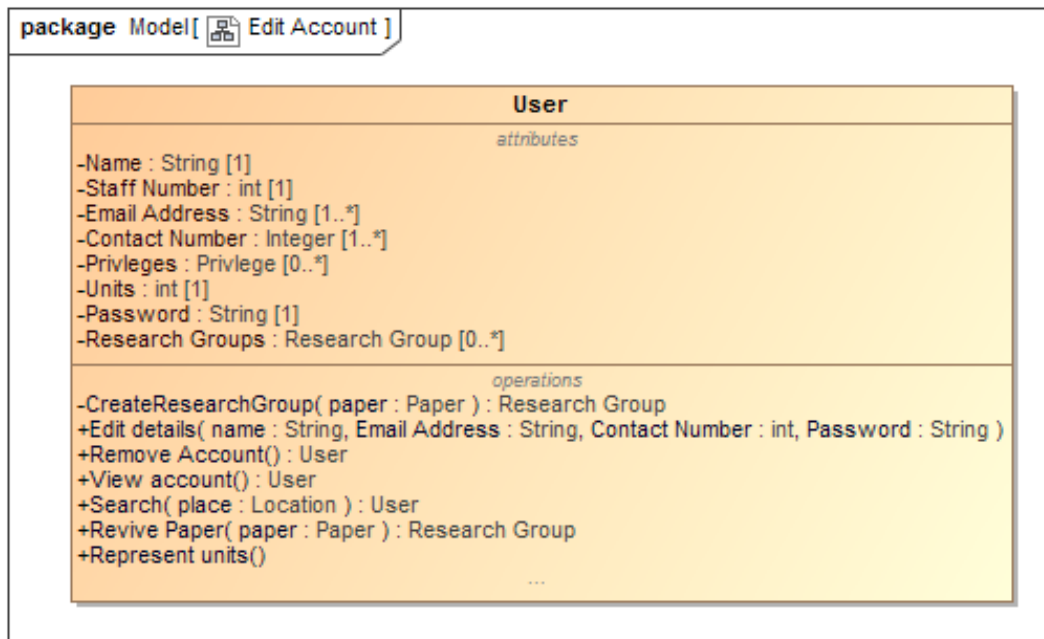 package Model[ Edit Account ]
User
attributes
-Name : String [1]
-Staff Number : int [1]
-Email Address : String [1..*]
-Contact Number : Integer [1..*]
-Privleges : Privlege [0..*]
-Units : int [1]
-Password : String [1]
-Research Groups : Research Group [0..*]
operations
-CreateResearchGroup( paper : Paper ) : Research Group
+Edit details( name : String, Email Address : String, Contact Number : int, Password : String )
+Remove Account() : User
+View account() : User
+Search( place : Location ) : User
+Revive Paper( paper : Paper ) : Research Group
+Represent units()
...